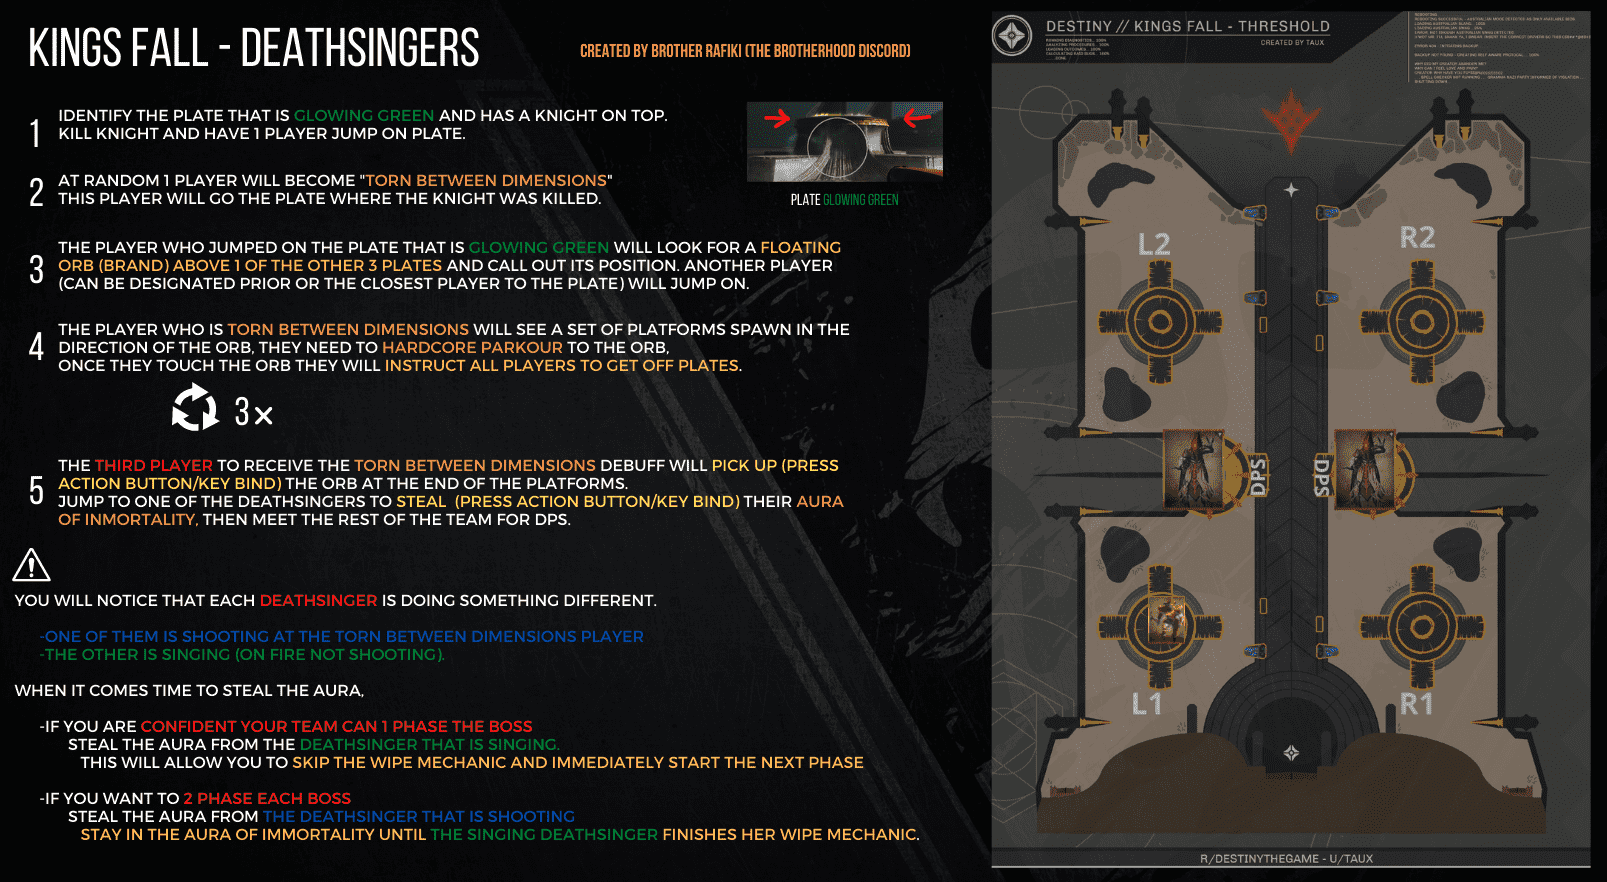 KINGS FALL - DEATHSINGERS
CREATED BY BROTHER RAFIKI (THE BROTHERHOOD DISCORD)
1
IDENTIFY THE PLATE THAT IS GLOWING GREEN AND HAS A KNIGHT ON TOP.
KILL KNIGHT AND HAVE 1 PLAYER JUMP ON PLATE.
PLATE GLOWING GREEN
2
AT RANDOM 1 PLAYER WILL BECOME "TORN BETWEEN DIMENSIONS"
THIS PLAYER WILL GO THE PLATE WHERE THE KNIGHT WAS KILLED.
3
THE PLAYER WHO JUMPED ON THE PLATE THAT IS GLOWING GREEN WILL LOOK FOR A FLOATING
ORB (BRAND) ABOVE 1 OF THE OTHER 3 PLATES AND CALL OUT ITS POSITION. ANOTHER PLAYER
(CAN BE DESIGNATED PRIOR OR THE CLOSEST PLAYER TO THE PLATE) WILL JUMP ON.
4
THE PLAYER WHO IS TORN BETWEEN DIMENSIONS WILL SEE A SET OF PLATFORMS SPAWN IN THE
DIRECTION OF THE ORB, THEY NEED TO HARDCORE PARKOUR TO THE ORB,
ONCE THEY TOUCH THE ORB THEY WILL INSTRUCT ALL PLAYERS TO GET OFF PLATES.
3×
5
THE THIRD PLAYER TO RECEIVE THE TORN BETWEEN DIMENSIONS DEBUFF WILL PICK UP (PRESS
ACTION BUTTON/KEY BIND) THE ORB AT THE END OF THE PLATFORMS.
JUMP TO ONE OF THE DEATHSINGERS TO STEAL (PRESS ACTION BUTTON/KEY BIND) THEIR AURA
OF INMORTALITY, THEN MEET THE REST OF THE TEAM FOR DPS.
YOU WILL NOTICE THAT EACH DEATHSINGER IS DOING SOMETHING DIFFERENT.
-ONE OF THEM IS SHOOTING AT THE TORN BETWEEN DIMENSIONS PLAYER
-THE OTHER IS SINGING (ON FIRE NOT SHOOTING).
WHEN IT COMES TIME TO STEAL THE AURA,
-IF YOU ARE CONFIDENT YOUR TEAM CAN 1 PHASE THE BOSS
STEAL THE AURA FROM THE DEATHSINGER THAT IS SINGING.
THIS WILL ALLOW YOU TO SKIP THE WIPE MECHANIC AND IMMEDIATELY START THE NEXT PHASE
-IF YOU WANT TO 2 PHASE EACH BOSS
STEAL THE AURA FROM THE DEATHSINGER THAT IS SHOOTING
STAY IN THE AURA OF IMMORTALITY UNTIL THE SINGING DEATHSINGER FINISHES HER WIPE MECHANIC.
DESTINY // KINGS FALL - THRESHOLD
CREATED BY TAUX
L2
R2
DPS
DPS
L1
R1
R/DESTINYTHEGAME - U/TAUX